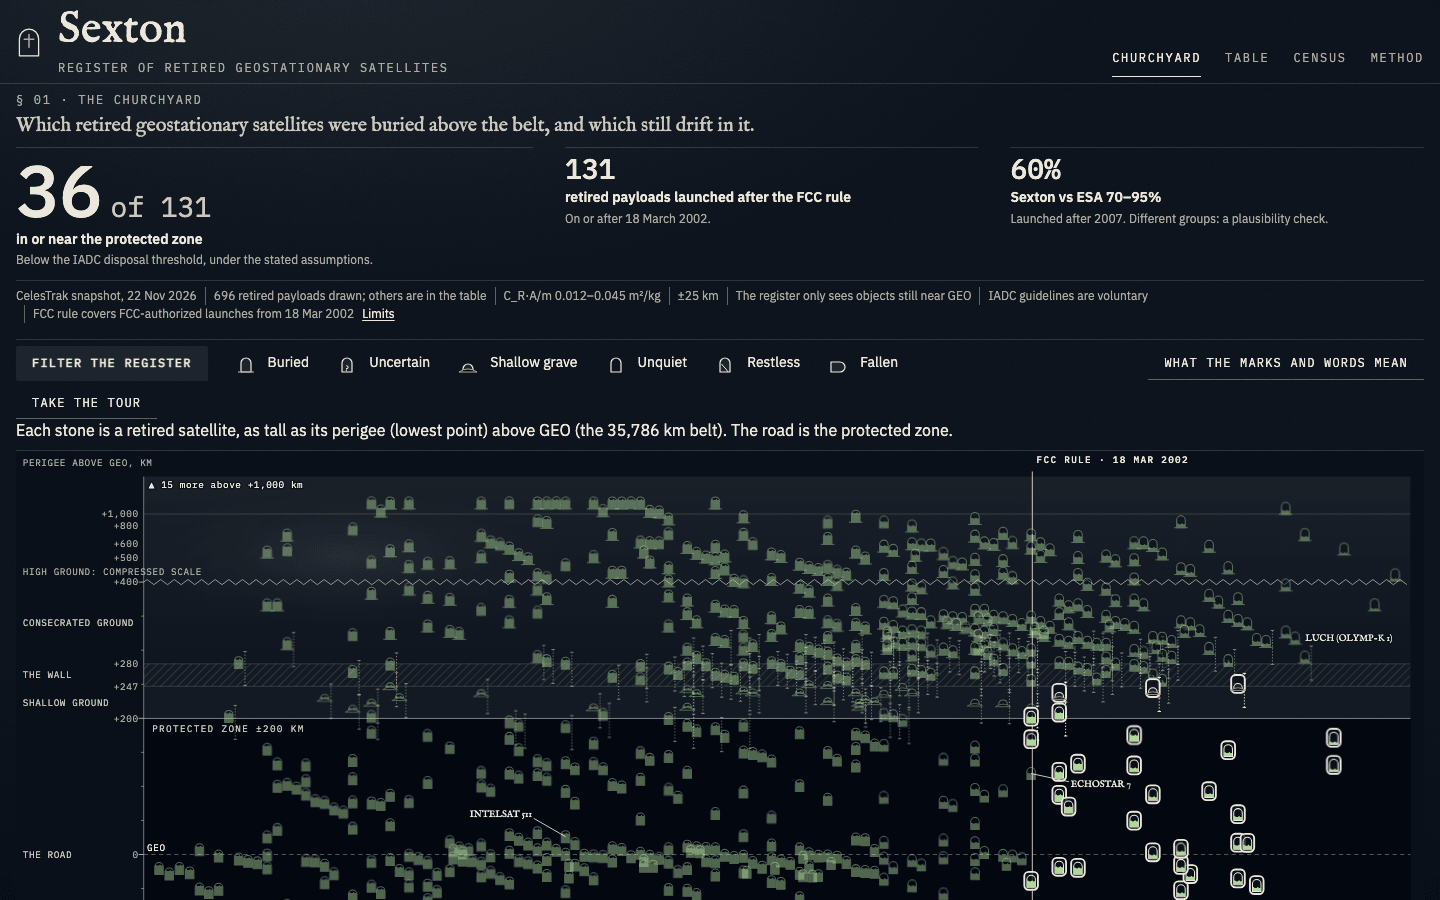 Sexton
REGISTER OF RETIRED GEOSTATIONARY SATELLITES
CHURCHYARD TABLE CENSUS METHOD
§ 01 · THE CHURCHYARD
Which retired geostationary satellites were buried above the belt, and which still drift in it.
36 of 131
in or near the protected zone
Below the IADC disposal threshold, under the stated assumptions.
131
retired payloads launched after the FCC rule
On or after 18 March 2002.
60%
Sexton vs ESA 70–95%
Launched after 2007. Different groups: a plausibility check.
CelesTrak snapshot, 22 Nov 2026 696 retired payloads drawn; others are in the table C_R·A/m 0.012–0.045 m²/kg ±25 km The register only sees objects still near GEO IADC guidelines are voluntary
FCC rule covers FCC-authorized launches from 18 Mar 2002 Limits
FILTER THE REGISTER Buried Uncertain Shallow grave Unquiet Restless Fallen WHAT THE MARKS AND WORDS MEAN
TAKE THE TOUR
Each stone is a retired satellite, as tall as its perigee (lowest point) above GEO (the 35,786 km belt). The road is the protected zone.
PERIGEE ABOVE GEO, KM
FCC RULE · 18 MAR 2002
▲ 15 more above +1,000 km
+1,000
+800
+600
+500
HIGH GROUND: COMPRESSED SCALE
+400
CONSECRATED GROUND
LUCH (OLYMP-K 1)
+280
THE WALL
+247
SHALLOW GROUND
+200
PROTECTED ZONE ±200 KM
ECHOSTAR 7
INTELSAT 511
GEO
THE ROAD 0